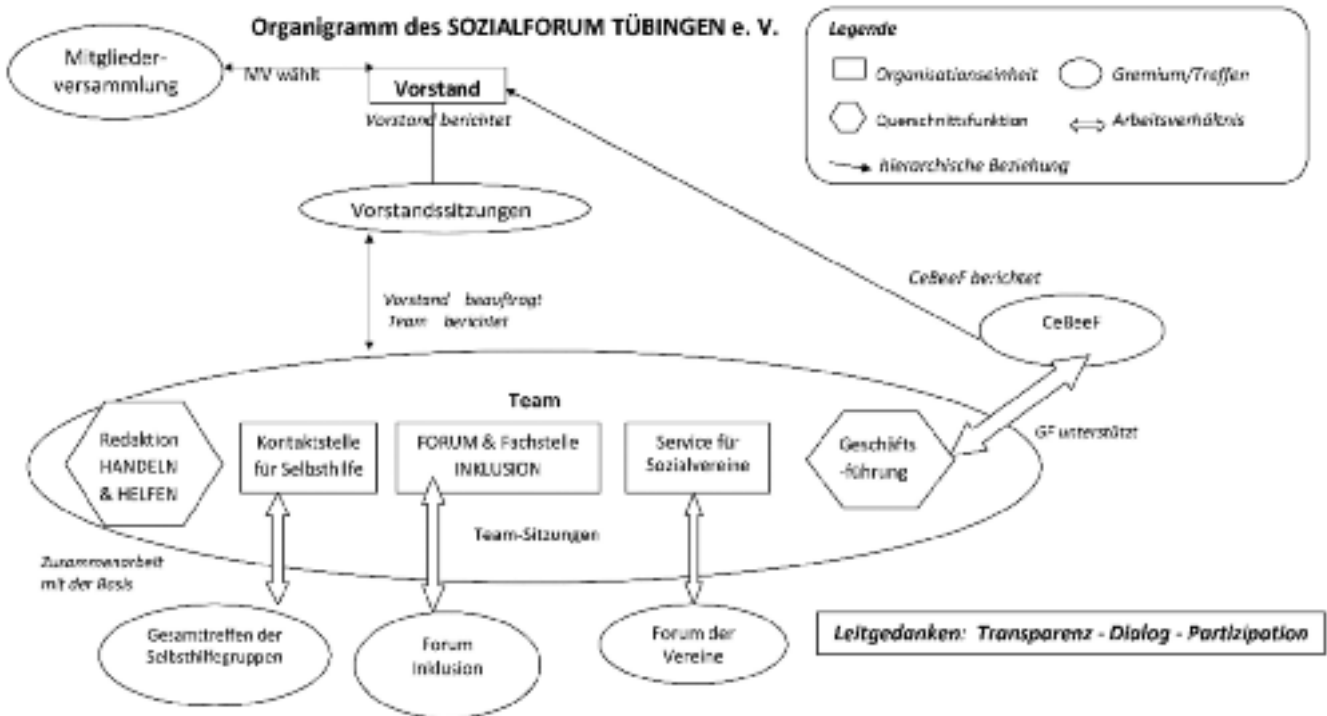 Organigramm des SOZIALFORUM TÜBINGEN e. V.
Legende
Organisationseinheit
Gremium/Treffen
Querschnittsfunktion
Arbeitsverhältnis
hierarchische Beziehung
Mitglieder-
versammlung
MV wählt
Vorstand
Vorstand berichtet
Vorstandssitzungen
Vorstand beauftragt
Team berichtet
CeBeeF berichtet
CeBeeF
GF unterstützt
Team
Redaktion
HANDELN
& HELFEN
Kontaktstelle
für Selbsthilfe
FORUM & Fachstelle
INKLUSION
Service für
Sozialvereine
Geschäfts
-führung
Team-Sitzungen
Zusammenarbeit
mit der Basis
Gesamttreffen der
Selbsthilfegruppen
Forum
Inklusion
Forum der
Vereine
Leitgedanken: Transparenz - Dialog - Partizipation